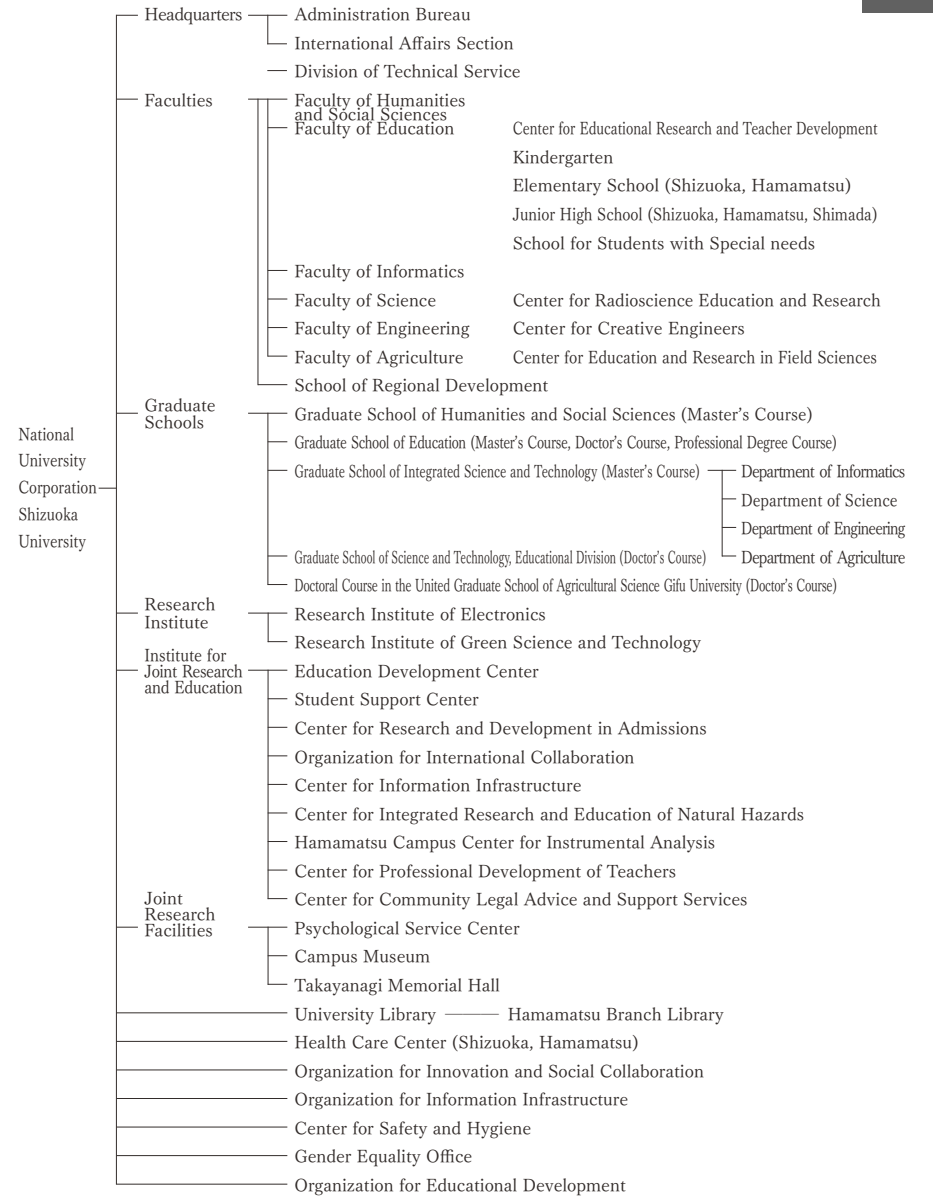 Headquarters Administration Bureau
International Affairs Section
Division of Technical Service
Faculties Faculty of Humanities
and Social Sciences
Faculty of Education Center for Educational Research and Teacher Development
Kindergarten
Elementary School (Shizuoka, Hamamatsu)
Junior High School (Shizuoka, Hamamatsu, Shimada)
School for Students with Special needs
Faculty of Informatics
Faculty of Science Center for Radioscience Education and Research
Faculty of Engineering Center for Creative Engineers
Faculty of Agriculture Center for Education and Research in Field Sciences
School of Regional Development
Graduate
Schools
Graduate School of Humanities and Social Sciences (Master's Course)
Graduate School of Education (Master's Course, Doctor's Course, Professional Degree Course)
Graduate School of Integrated Science and Technology (Master's Course) Department of Informatics
Department of Science
Department of Engineering
Graduate School of Science and Technology, Educational Division (Doctor's Course) Department of Agriculture
Doctoral Course in the United Graduate School of Agricultural Science Gifu University (Doctor's Course)
National
University
Corporation
Shizuoka
University
Research
Institute
Research Institute of Electronics
Research Institute of Green Science and Technology
Institute for
Joint Research
and Education
Education Development Center
Student Support Center
Center for Research and Development in Admissions
Organization for International Collaboration
Center for Information Infrastructure
Center for Integrated Research and Education of Natural Hazards
Hamamatsu Campus Center for Instrumental Analysis
Center for Professional Development of Teachers
Center for Community Legal Advice and Support Services
Joint
Research
Facilities
Psychological Service Center
Campus Museum
Takayanagi Memorial Hall
University Library Hamamatsu Branch Library
Health Care Center (Shizuoka, Hamamatsu)
Organization for Innovation and Social Collaboration
Organization for Information Infrastructure
Center for Safety and Hygiene
Gender Equality Office
Organization for Educational Development